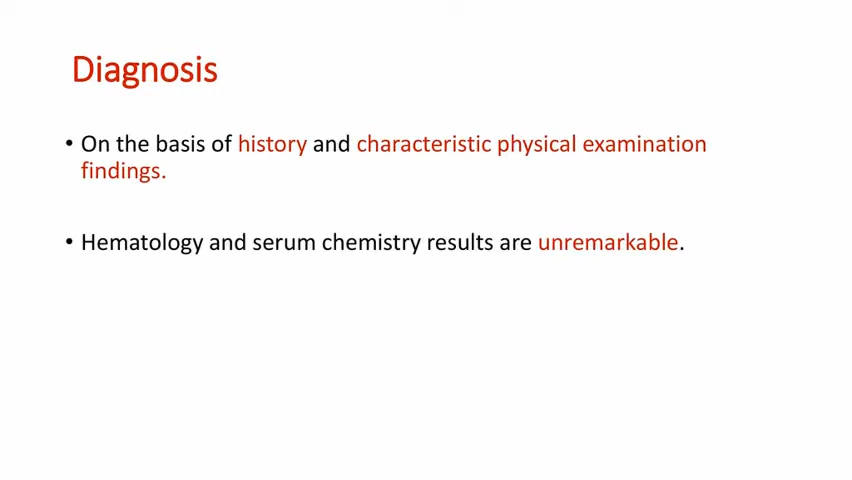 Diagnosis
• On the basis of history and characteristic physical examination
findings.
• Hematology and serum chemistry results are unremarkable.